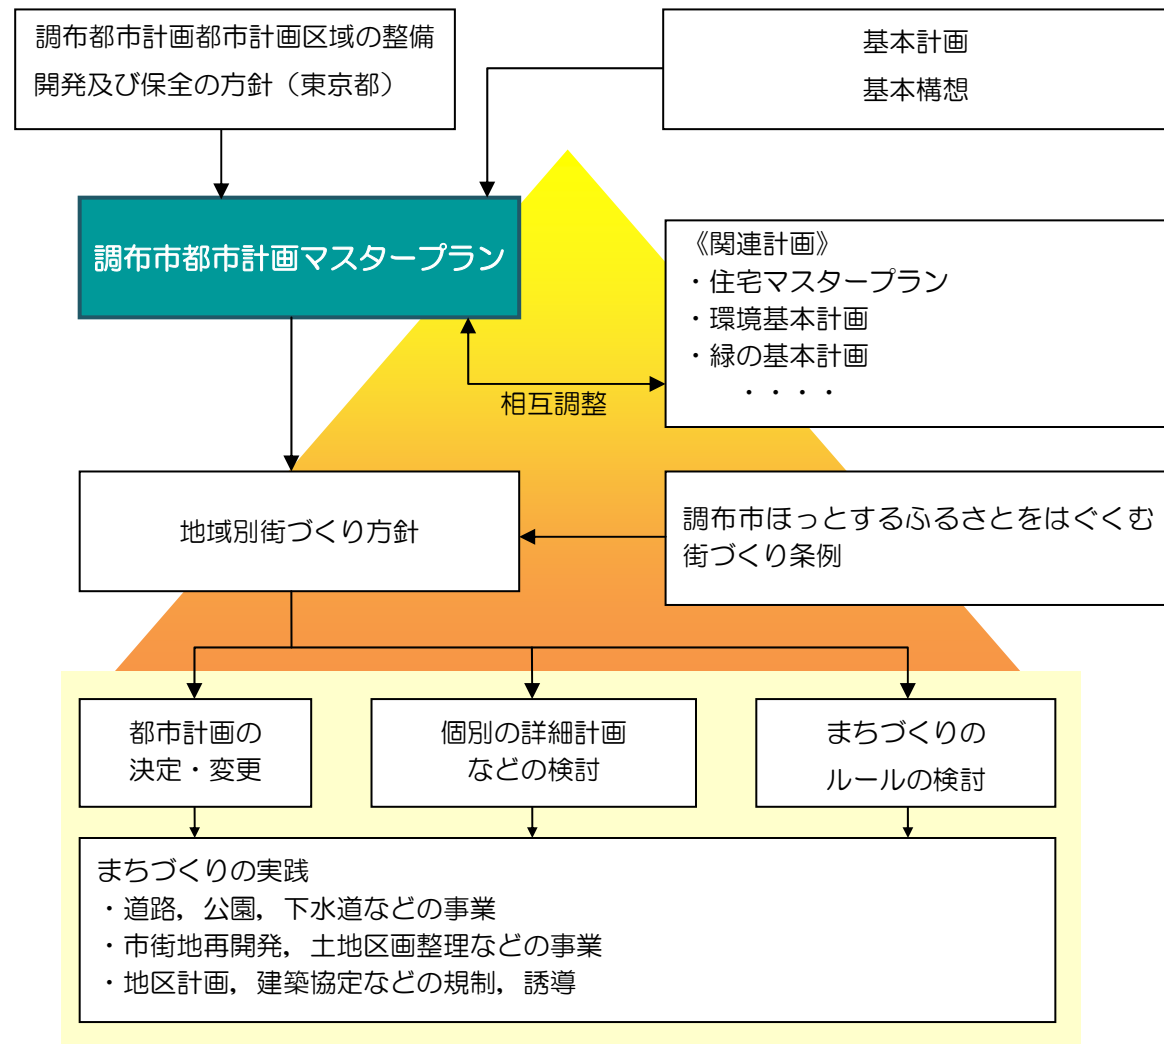 調布都市計画都市計画区域の整備
開発及び保全の方針（東京都）
基本計画
基本構想
調布市都市計画マスタープラン
《関連計画》
・住宅マスタープラン
・環境基本計画
・緑の基本計画
・・・・
相互調整
地域別街づくり方針
調布市ほっとするふるさとをはぐくむ
街づくり条例
都市計画の
決定・変更
個別の詳細計画
などの検討
まちづくりの
ルールの検討
まちづくりの実践
・道路，公園，下水道などの事業
・市街地再開発，土地区画整理などの事業
・地区計画，建築協定などの規制，誘導